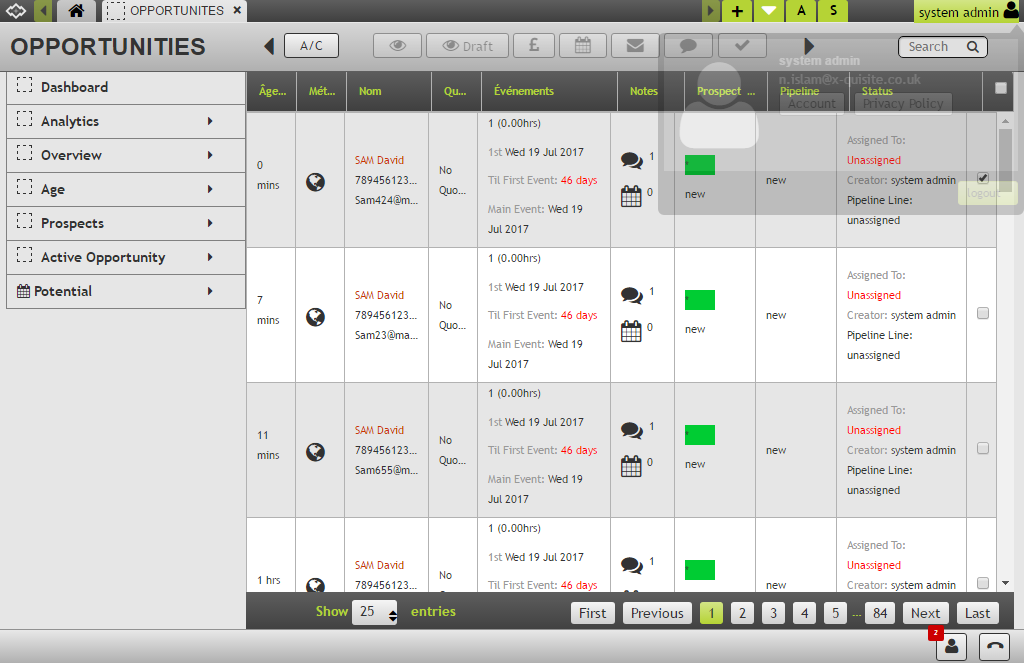 OPPORTUNITES ×
+ A S
system admin
OPPORTUNITIES
A/C
Draft
£
Search
system admin
n.islam@x-quisite.co.uk
Account
Privacy Policy
logout
Dashboard
Analytics
Overview
Age
Prospects
Active Opportunity
Potential
Âge... Mét... Nom Qu... Événements Notes Prospect ... Pipeline Status
0
mins
SAM David
789456123...
Sam424@m...
No
Quo...
1 (0.00hrs)
1st Wed 19 Jul 2017
Til First Event: 46 days
Main Event: Wed 19
Jul 2017
1
0
new
new
Assigned To:
Unassigned
Creator: system admin
Pipeline Line:
unassigned
7
mins
SAM David
789456123...
Sam23@ma...
No
Quo...
1 (0.00hrs)
1st Wed 19 Jul 2017
Til First Event: 46 days
Main Event: Wed 19
Jul 2017
1
0
new
new
Assigned To:
Unassigned
Creator: system admin
Pipeline Line:
unassigned
11
mins
SAM David
789456123...
Sam655@m...
No
Quo...
1 (0.00hrs)
1st Wed 19 Jul 2017
Til First Event: 46 days
Main Event: Wed 19
Jul 2017
1
0
new
new
Assigned To:
Unassigned
Creator: system admin
Pipeline Line:
unassigned
1 hrs
SAM David
789456123...
No
1 (0.00hrs)
1st Wed 19 Jul 2017
Til First Event: 46 days
1
new
Assigned To:
Unassigned
Creator: system admin
Show 25 entries
First Previous 1 2 3 4 5 ... 84 Next Last
z